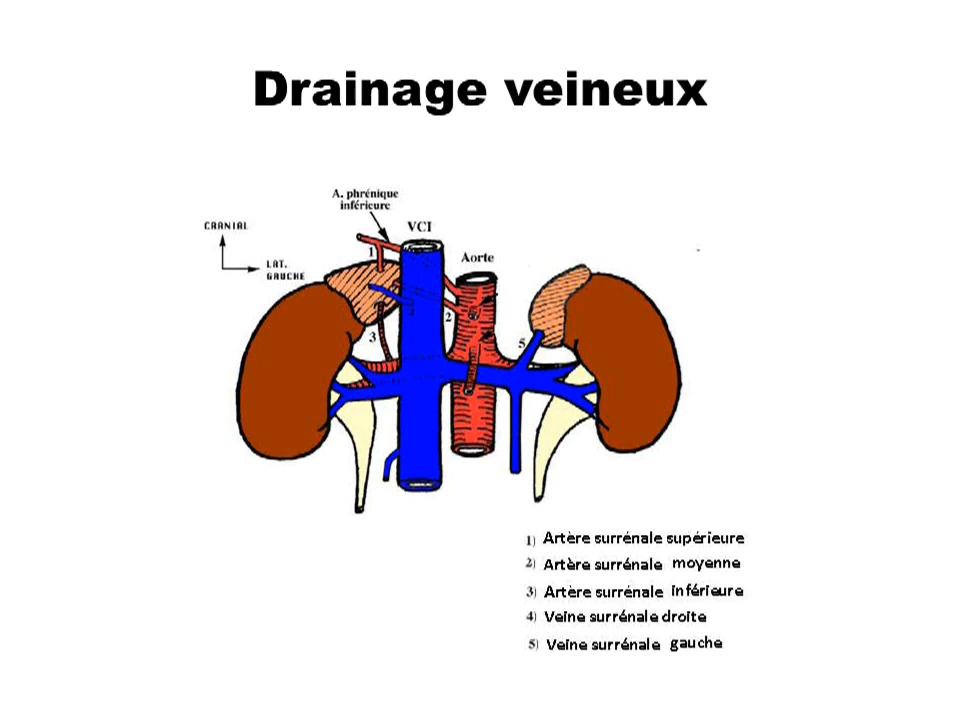 Drainage veineux
A. phrénique
inférieure
CRANIAL
VCI
LAT.
GAUCHE
1
Aorte
2
3
5
1) Artère surrénale supérieure
2) Artère surrénale moyenne
3) Artère surrénale inférieure
4) Veine surrénale droite
5) Veine surrénale gauche